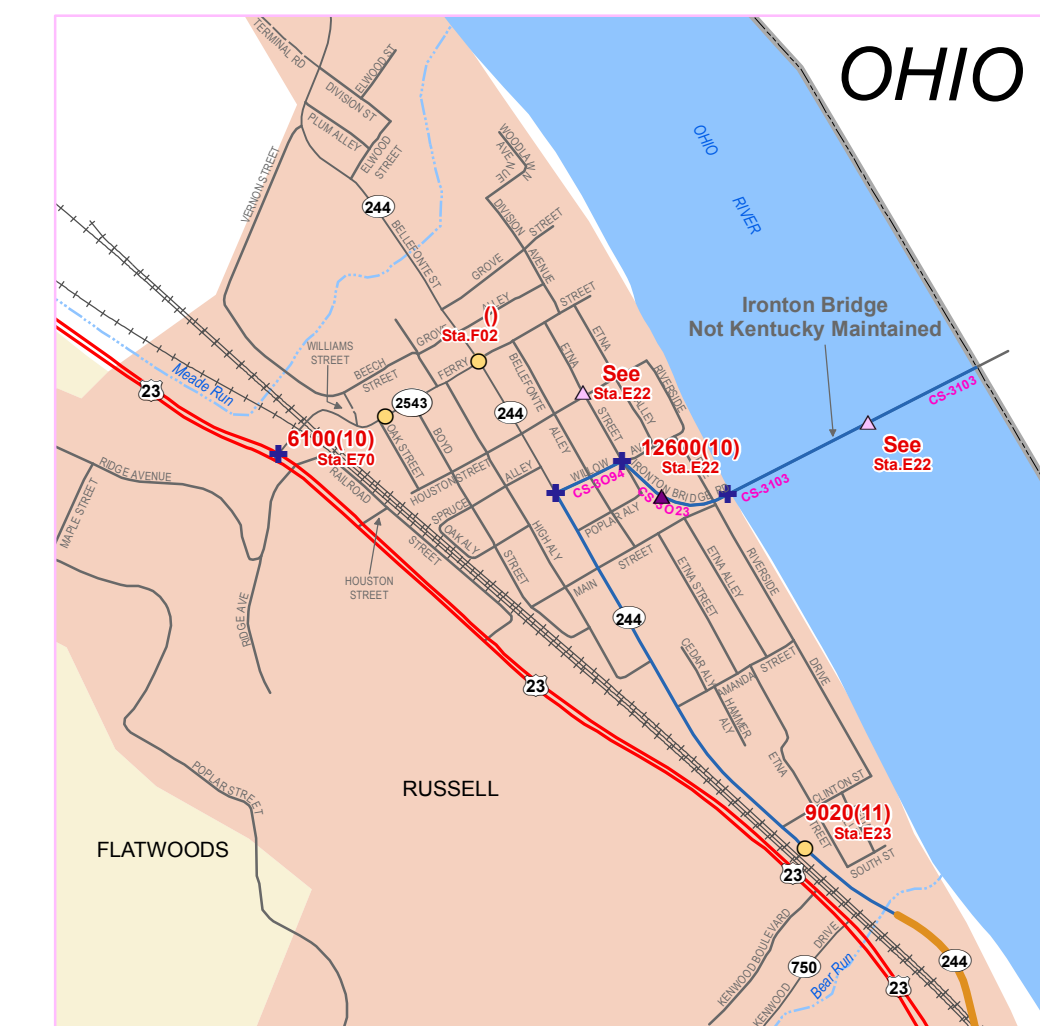 OHIO
TERMINAL RD
ELWOOD ST
DIVISION ST
PLUM ALLEY
ELWOOD
STREET
VERNON STREET
244
WOODLAWN
AVENUE
OHIO
RIVER
DIVISION
AVENUE
GROVE
STREET
BELLEFONTE ST
GROVE
ALLEY
STREET
Ironton Bridge
Not Kentucky Maintained
()
Sta.F02
WILLIAMS
STREET
BEECH
STREET
FERRY
BELLEFONTE
ALLEY
ETNA
STREET
ETNA
ALLEY
RIVERSIDE
See
Sta.E22
CS-3103
Meade Run
23
2543
244
See
Sta.E22
6100(10)
Sta.E70
OAK STREET
BOYD
12600(10)
Sta.E22
WILLOW
AV
IRONTON BRIDGE RD
CS-3O94
CS-3O23
CS-3103
RIDGE AVENUE
MAPLE STREET
RAILROAD
STREET
HOUSTON STREET
ALLEY
SPRUCE
OAK ALY
STREET
HIGH ALY
POPLAR ALY
MAIN
STREET
HOUSTON
STREET
ETNA STREET
ETNA ALLEY
RIVERSIDE
DRIVE
RIDGE AVE
244
CEDAR ALY
AMANDA
STREET
HAMMER
ALY
23
ETNA
STREET
CLINTON ST
POPLAR STREET
RUSSELL
9020(11)
Sta.E23
FLATWOODS
SOUTH ST
23
KENWOOD BOULEVARD
KENWOOD
DRIVE
750
Bear Run
244
23